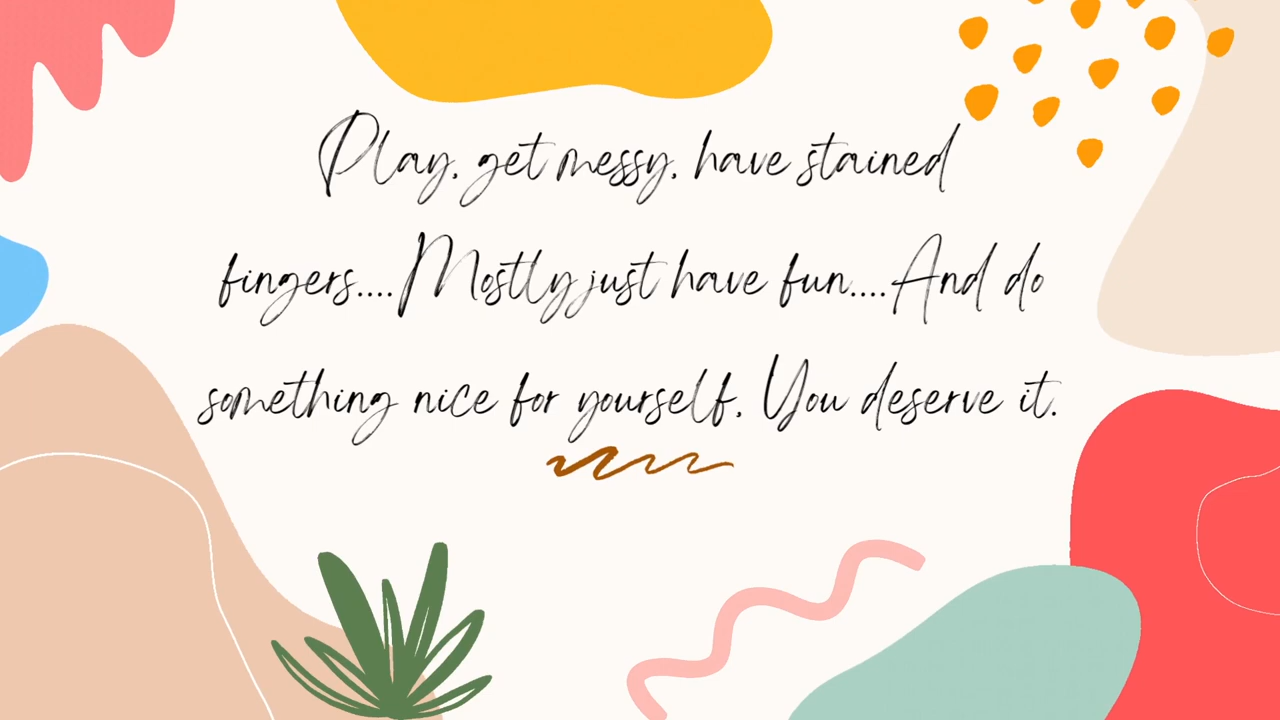 Play, get messy, have stained
fingers....Mostly just have fun....And do
something nice for yourself, You deserve it.